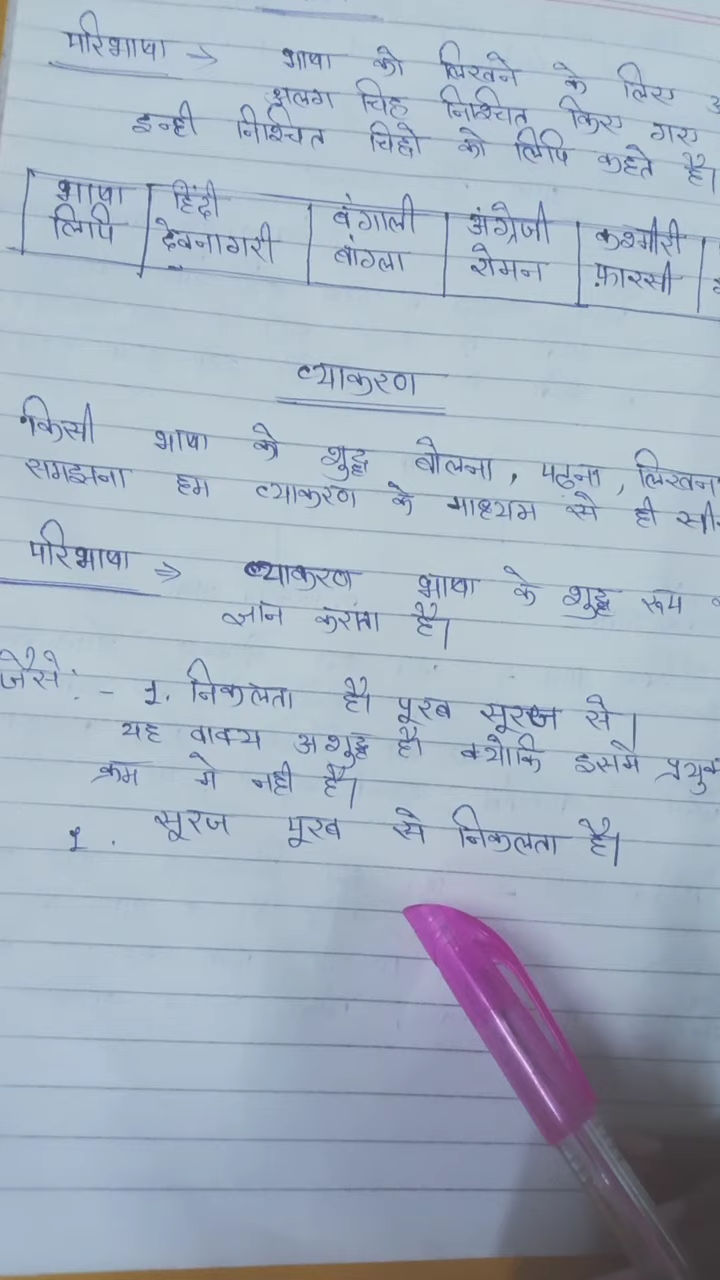 परिभाषा → भाषा को लिखने के लिए
अलग चिह्न निश्चित किए गए
इन्ही निश्चित चिह्नो को लिपि कहते है।
भाषा हिंदी बंगाली अंग्रेजी कश्मीरी
लिपि देवनागरी बांग्ला रोमन फ़ारसी
व्याकरण
किसी भाषा को शुद्ध बोलना, पढ़ना, लिखना
समझना हम व्याकरण के माध्यम से ही
परिभाषा ⇒ व्याकरण भाषा के शुद्ध रूप
ज्ञान कराता है।
जैसे:- 1. निकलता है। पूरब सूरज से।
यह वाक्य अशुद्ध है। क्योकि इसमे
क्रम मे नही है।
1. सूरज पूरब से निकलता है।